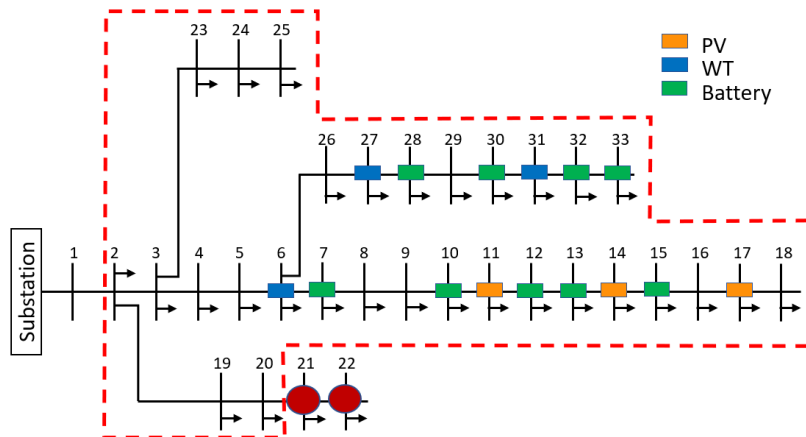 23 24 25
PV
WT
Battery
26 27 28 29 30 31 32 33
Substation
1 2 3 4 5 6 7 8 9 10 11 12 13 14 15 16 17 18
19 20 21 22